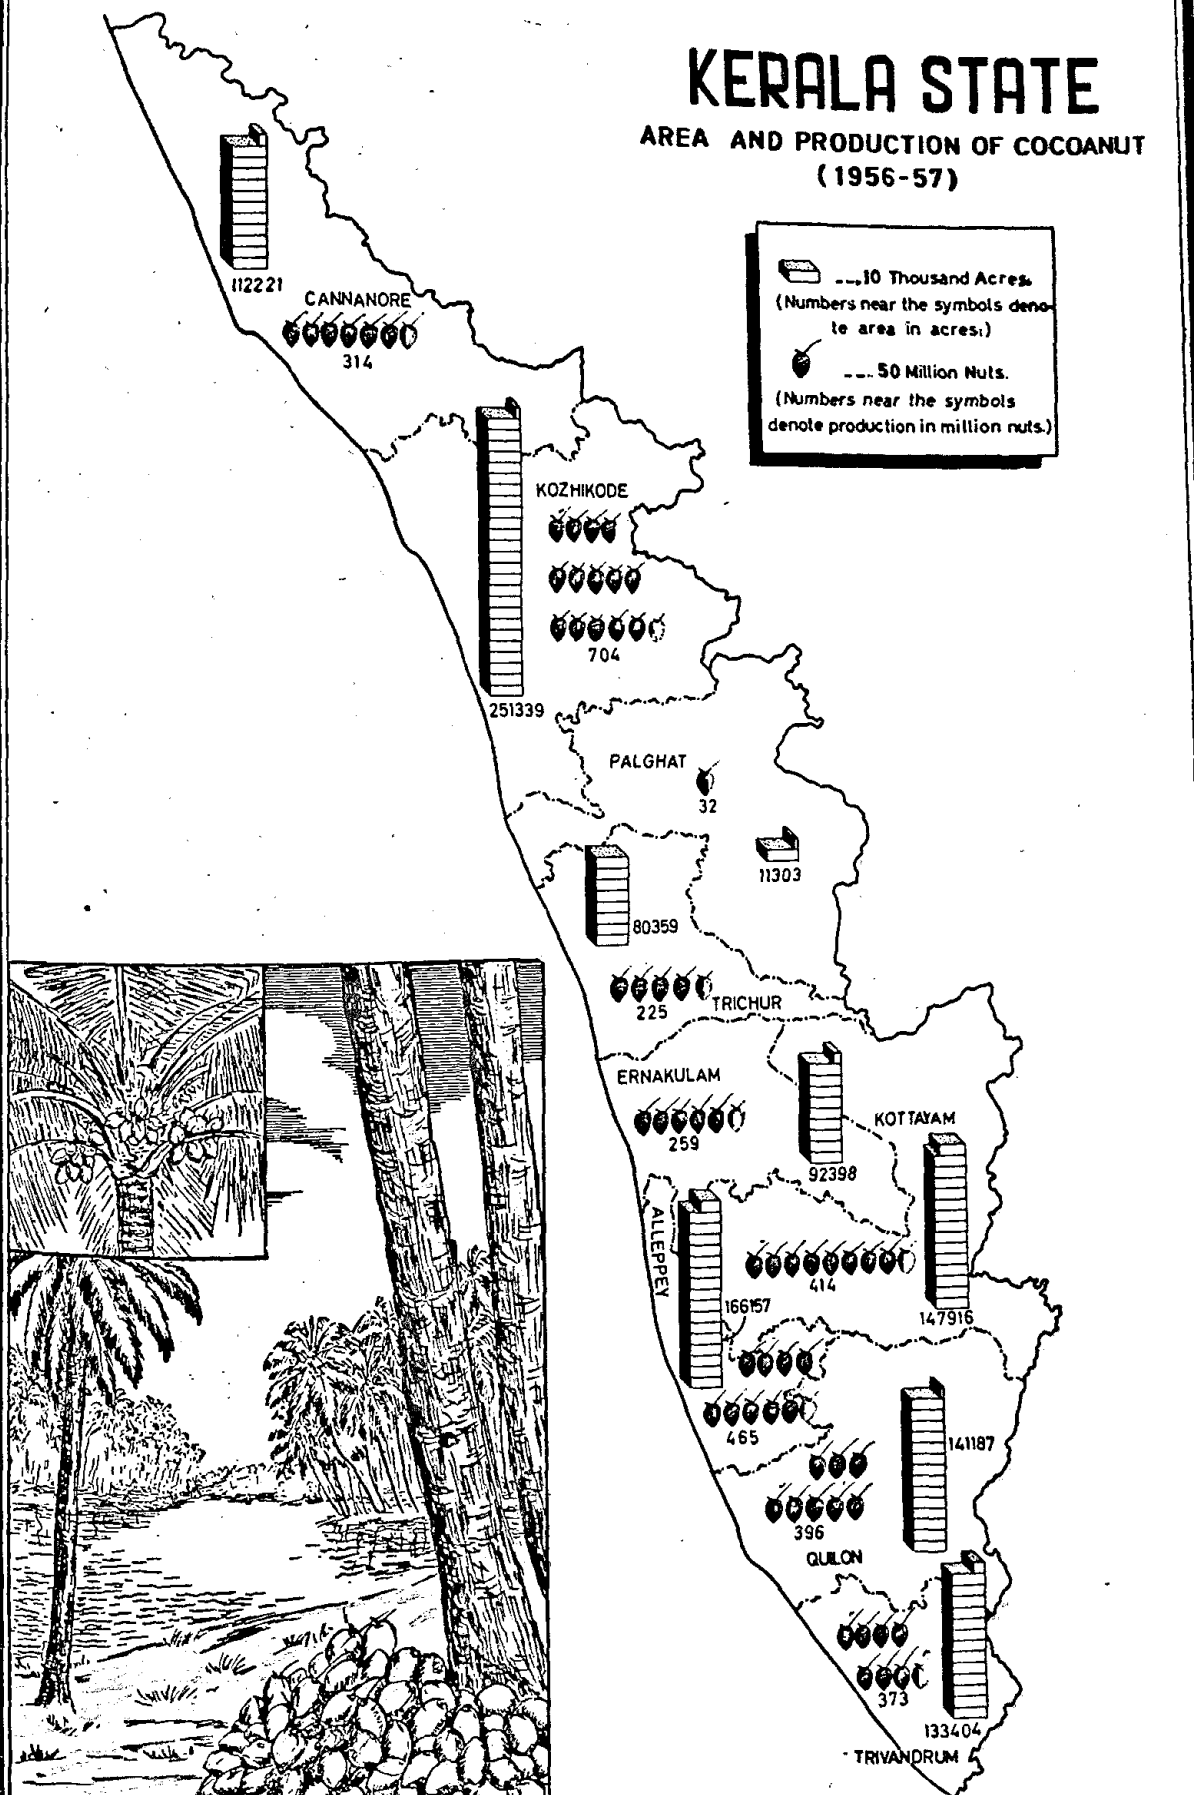 KERALA STATE
AREA AND PRODUCTION OF COCOANUT
(1956-57)
---10 Thousand Acres.
(Numbers near the symbols deno-
te area in acres.)
---50 Million Nuts.
(Numbers near the symbols
denote production in million nuts.)
112221
CANNANORE
314
KOZHIKODE
704
251339
PALGHAT
32
11303
80359
225
TRICHUR
ERNAKULAM
259
92398
KOTTAYAM
ALLEPPEY
414
166157
147916
465
141187
396
QUILON
373
133404
TRIVANDRUM